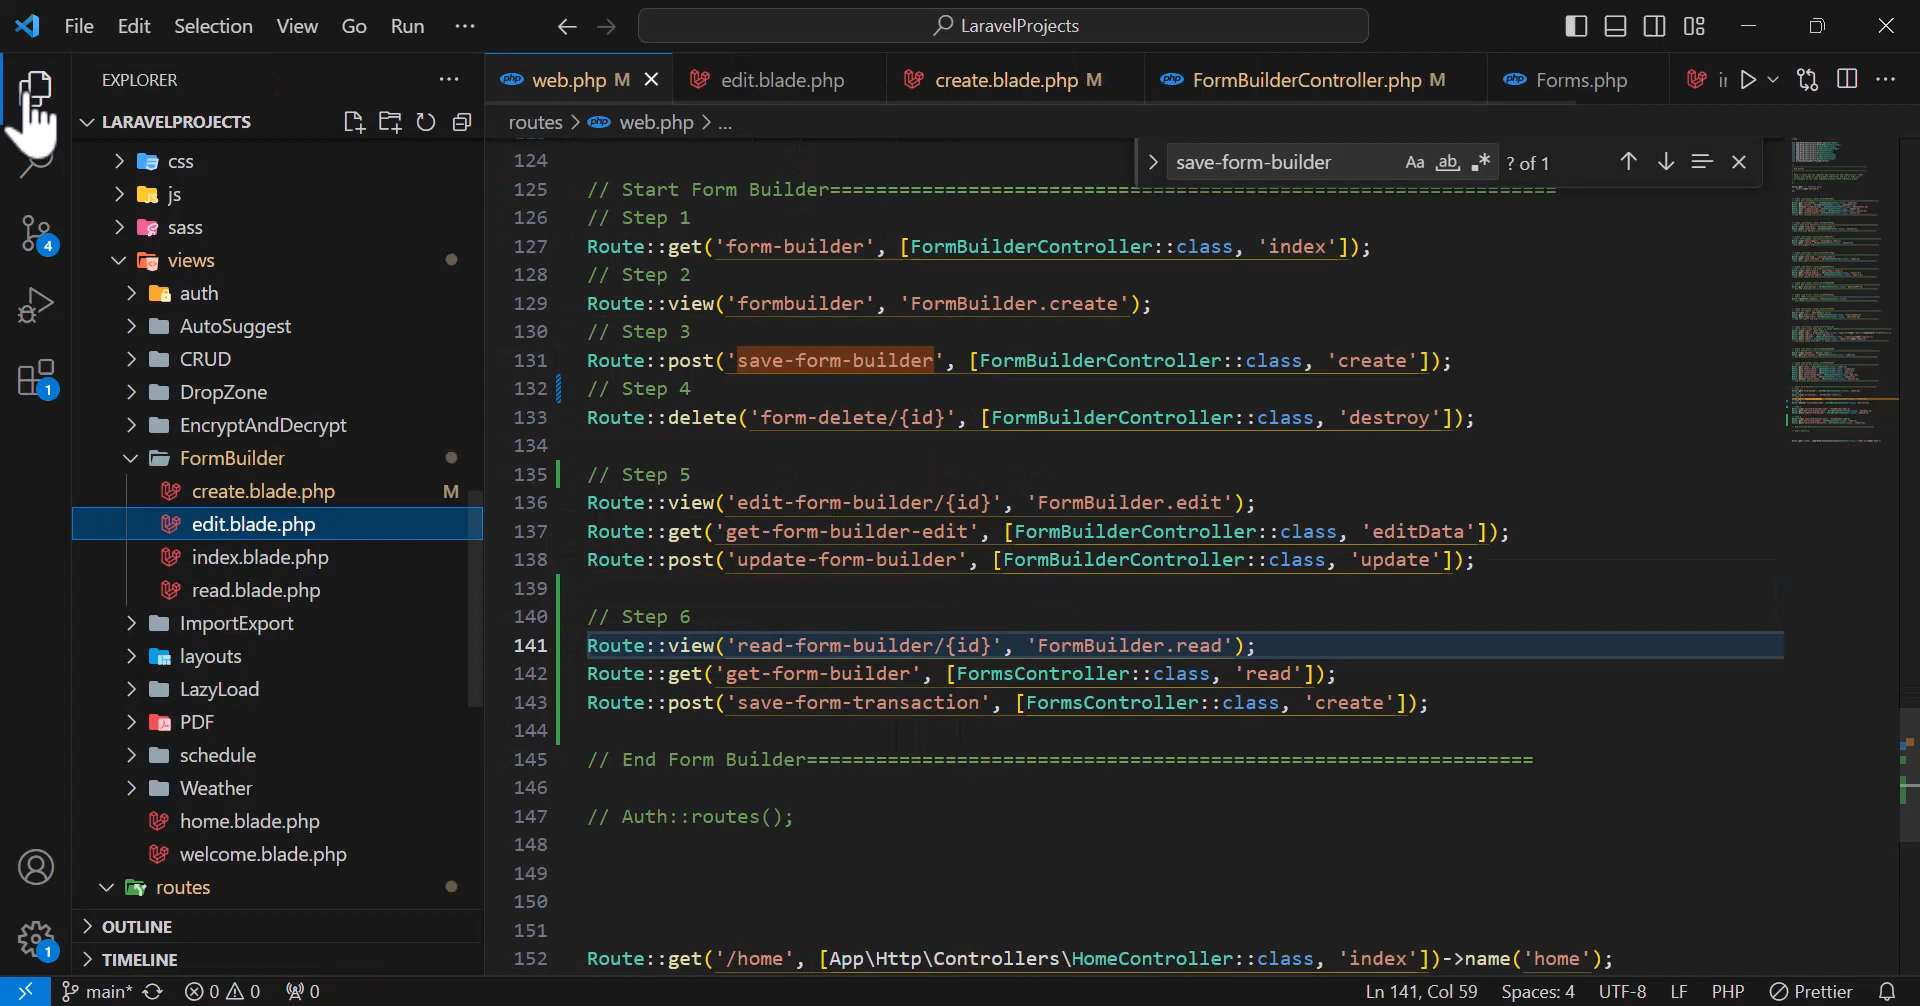 File Edit Selection View Go Run ··· LaravelProjects
EXPLORER ···
LARAVELPROJECTS
css
js
sass
views
auth
AutoSuggest
CRUD
DropZone
EncryptAndDecrypt
FormBuilder
create.blade.php M
edit.blade.php
index.blade.php
read.blade.php
ImportExport
layouts
LazyLoad
PDF
schedule
Weather
home.blade.php
welcome.blade.php
routes
OUTLINE
TIMELINE
4
1
1
web.php M edit.blade.php create.blade.php M FormBuilderController.php M Forms.php
routes > web.php > ...
save-form-builder Aa ab .* ? of 1
124
125 // Start Form Builder===============================================================
126 // Step 1
127 Route::get('form-builder', [FormBuilderController::class, 'index']);
128 // Step 2
129 Route::view('formbuilder', 'FormBuilder.create');
130 // Step 3
131 Route::post('save-form-builder', [FormBuilderController::class, 'create']);
132 // Step 4
133 Route::delete('form-delete/{id}', [FormBuilderController::class, 'destroy']);
134
135 // Step 5
136 Route::view('edit-form-builder/{id}', 'FormBuilder.edit');
137 Route::get('get-form-builder-edit', [FormBuilderController::class, 'editData']);
138 Route::post('update-form-builder', [FormBuilderController::class, 'update']);
139
140 // Step 6
141 Route::view('read-form-builder/{id}', 'FormBuilder.read');
142 Route::get('get-form-builder', [FormsController::class, 'read']);
143 Route::post('save-form-transaction', [FormsController::class, 'create']);
144
145 // End Form Builder===============================================================
146
147 // Auth::routes();
148
149
150
151
152 Route::get('/home', [App\Http\Controllers\HomeController::class, 'index'])->name('home');
main* 0 0 0 Ln 141, Col 59 Spaces: 4 UTF-8 LF PHP Prettier